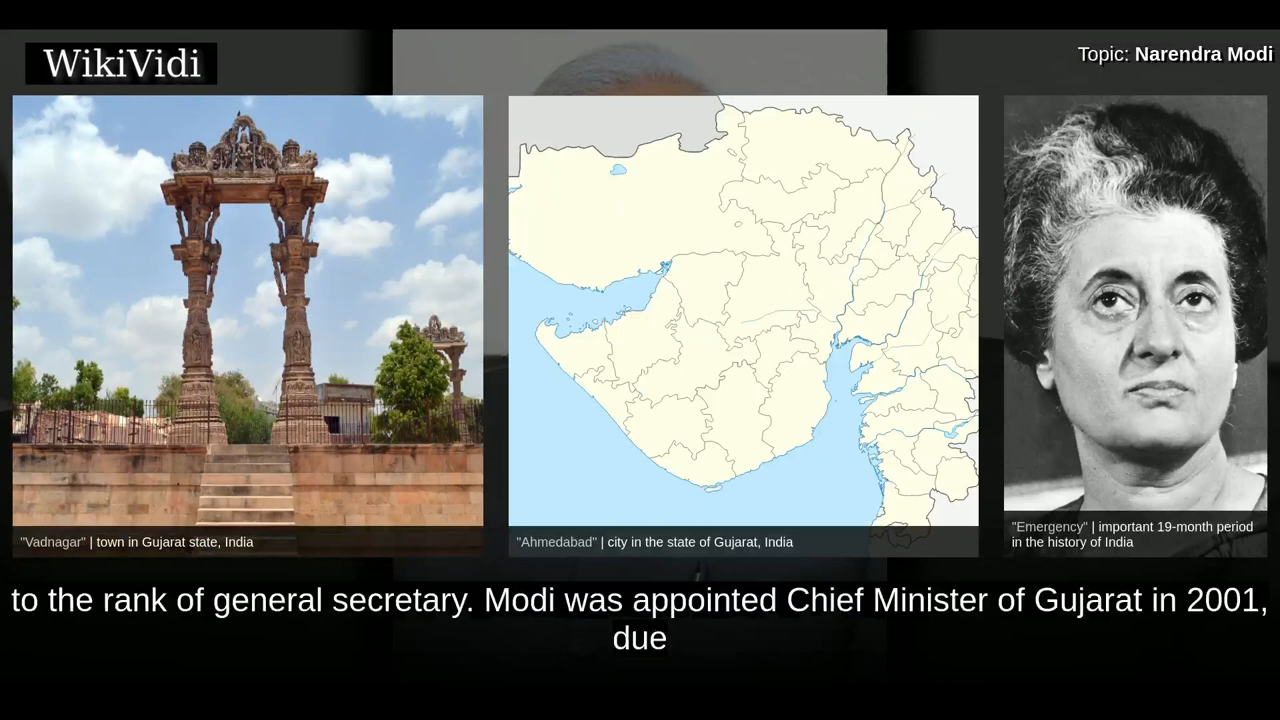 WikiVidi
Topic: Narendra Modi
"Vadnagar" | town in Gujarat state, India
"Ahmedabad" | city in the state of Gujarat, India
"Emergency" | important 19-month period
in the history of India
to the rank of general secretary. Modi was appointed Chief Minister of Gujarat in 2001,
due